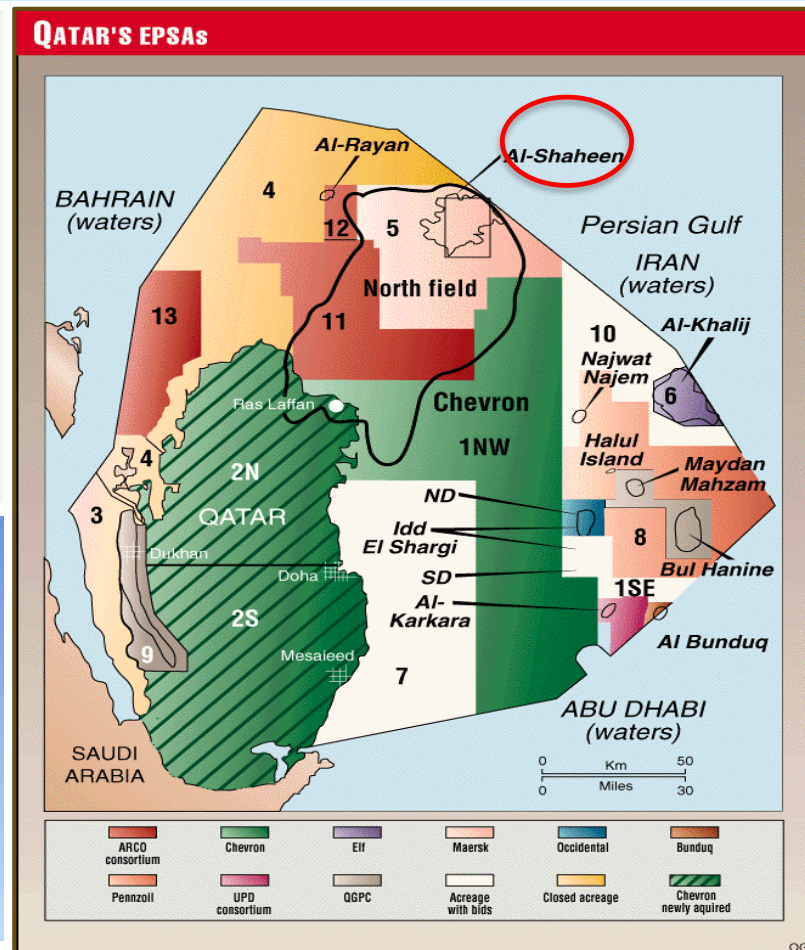 QATAR'S EPSAs
Al-Rayan
Al-Shaheen
BAHRAIN
(waters)
4
12
5
Persian Gulf
IRAN
(waters)
North field
13
11
10
Al-Khalij
Najwat
Najem
6
Ras Laffan
Chevron
1NW
Halul
Island
Maydan
Mahzam
4
2N
3
QATAR
ND
Idd
El Shargi
8
Dukhan
Doha
SD
Bul Hanine
1SE
Al-
Karkara
2S
Al Bunduq
9
Mesaieed
7
ABU DHABI
(waters)
SAUDI
ARABIA
0 Km 50
0 Miles 30
ARCO
consortium
Chevron
Elf
Maersk
Occidental
Bunduq
Pennzoil
UPD
consortium
QGPC
Acreage
with bids
Closed acreage
Chevron
newly aquired